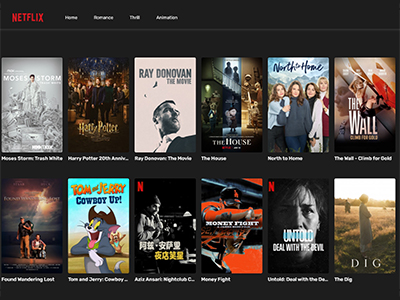 NETFLIX
Home
Romance
Thrill
Animation
MOSES STORM
Harry Potter
RAY DONOVAN
THE MOVIE
THE HOUSE
North to Home
THE WALL
CLIMB FOR GOLD
Moses Storm: Trash White
Harry Potter 20th Anniv...
Ray Donovan: The Movie
The House
North to Home
The Wall - Climb for Gold
TOM AND JERRY
COWBOY UP!
N
阿兹·安萨里
夜店笑星
MONEY FIGHT
N
UNTOLD
DEAL WITH THE DEVIL
DIG
Found Wandering Lost
Tom and Jerry: Cowboy...
Aziz Ansari: Nightclub C...
Money Fight
Untold: Deal with the De...
The Dig